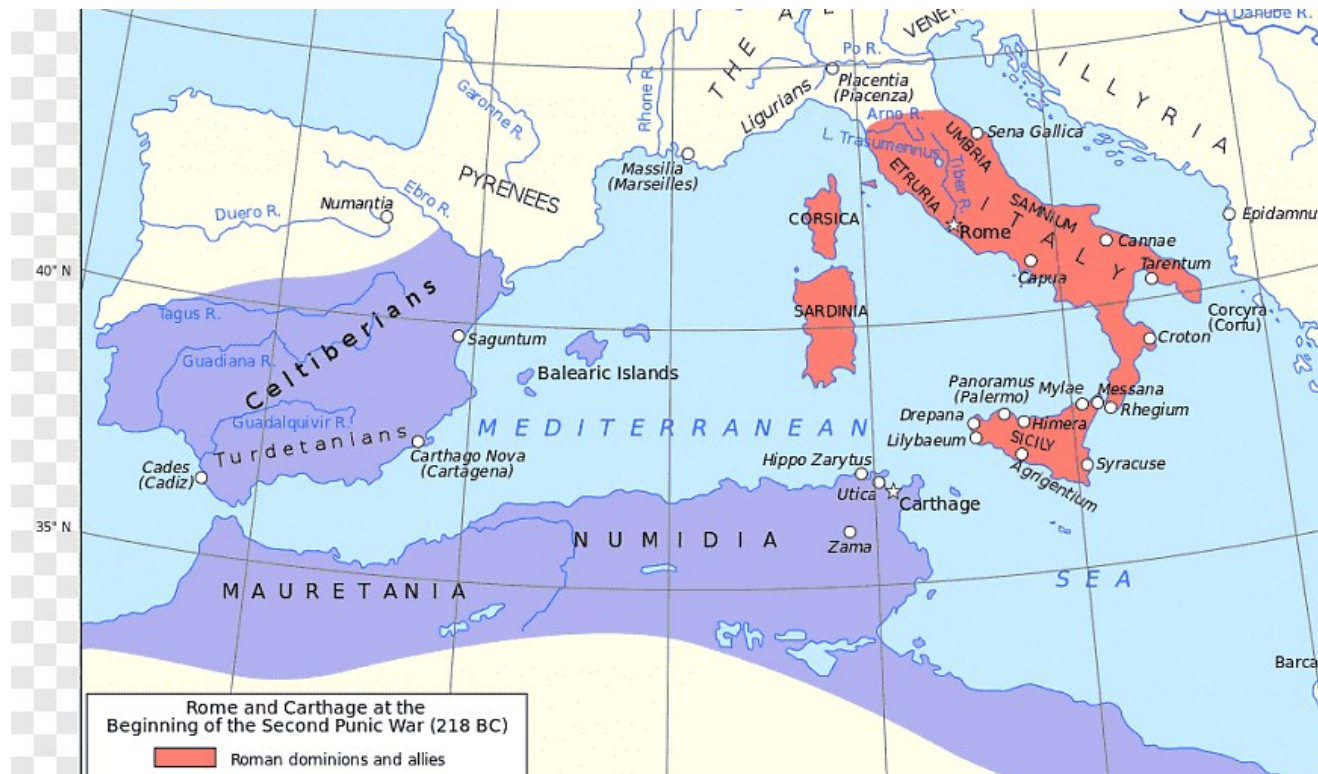 Danube R.
VENET
Po R.
THE
A L
ILLYRIA
Placentia
(Piacenza)
Ligurians
Rhone R.
Garonne R.
Arno R.
L. Trasumennus
UMBRIA
Sena Gallica
Massilia
(Marseilles)
PYRENEES
Ebro R.
Numantia
Duero R.
ETRURIA
Tiber R.
ITALY
SAMNIUM
CORSICA
Rome
Cannae
Epidamnu
40° N
Capua
Tarentum
Tagus R.
Celtiberians
SARDINIA
Corcyra
(Corfu)
Saguntum
Croton
Guadiana R.
Balearic Islands
Panoramus
(Palermo)
Mylae
Messana
Rhegium
Drepana
Himera
Guadalquivir R.
MEDITERRANEAN
Turdetanians
Lilybaeum
SICILY
Carthago Nova
(Cartagena)
Cades
(Cadiz)
Hippo Zarytus
Agrigentium
Syracuse
Utica
Carthage
35° N
NUMIDIA
Zama
MAURETANIA
SEA
Barca
Rome and Carthage at the
Beginning of the Second Punic War (218 BC)
Roman dominions and allies